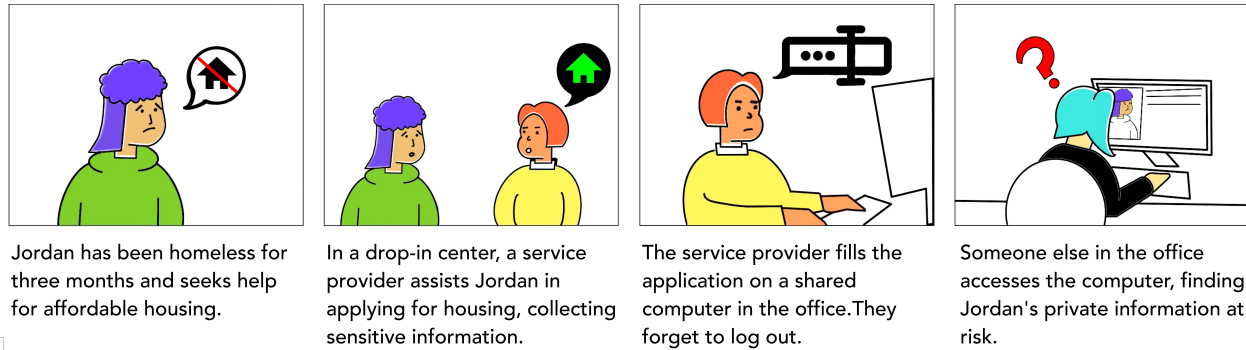 Jordan has been homeless for
three months and seeks help
for affordable housing.
In a drop-in center, a service
provider assists Jordan in
applying for housing, collecting
sensitive information.
The service provider fills the
application on a shared
computer in the office.They
forget to log out.
Someone else in the office
accesses the computer, finding
Jordan's private information at
risk.